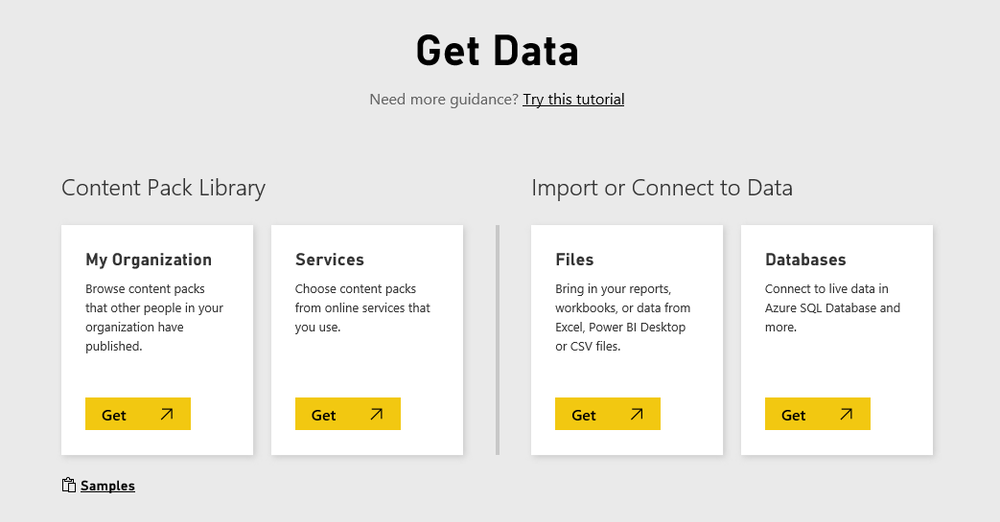 Get Data
Need more guidance? Try this tutorial
Content Pack Library
My Organization
Browse content packs
that other people in your
organization have
published.
Get
Services
Choose content packs
from online services that
you use.
Get
Samples
Import or Connect to Data
Files
Bring in your reports,
workbooks, or data from
Excel, Power BI Desktop
or CSV files.
Get
Databases
Connect to live data in
Azure SQL Database and
more.
Get